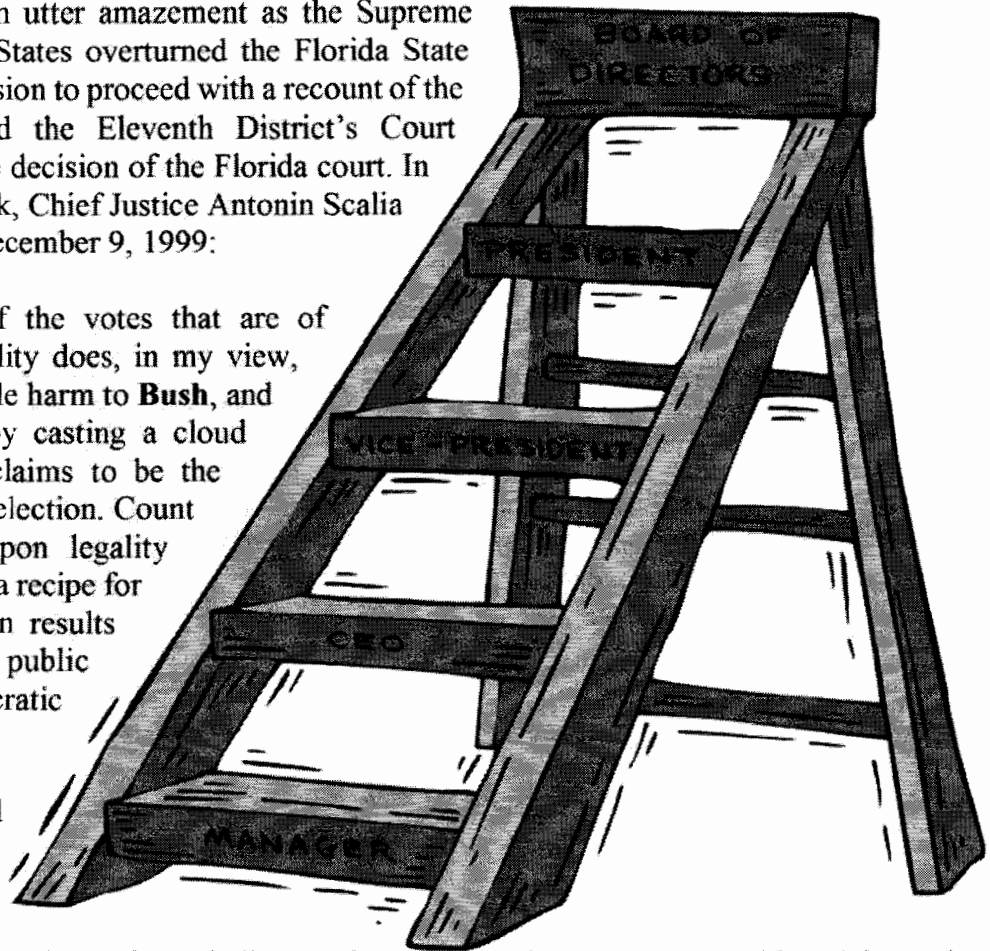 n utter amazement as the Supreme
States overturned the Florida State
sion to proceed with a recount of the
d the Eleventh District's Court
decision of the Florida court. In
k, Chief Justice Antonin Scalia
ecember 9, 1999:
f the votes that are of
lity does, in my view,
le harm to Bush, and
y casting a cloud
claims to be the
election. Count
pon legality
a recipe for
n results
public
cratic
BOARD OF
DIRECTORS
PRESIDENT
VICE-PRESIDENT
CEO
MANAGER